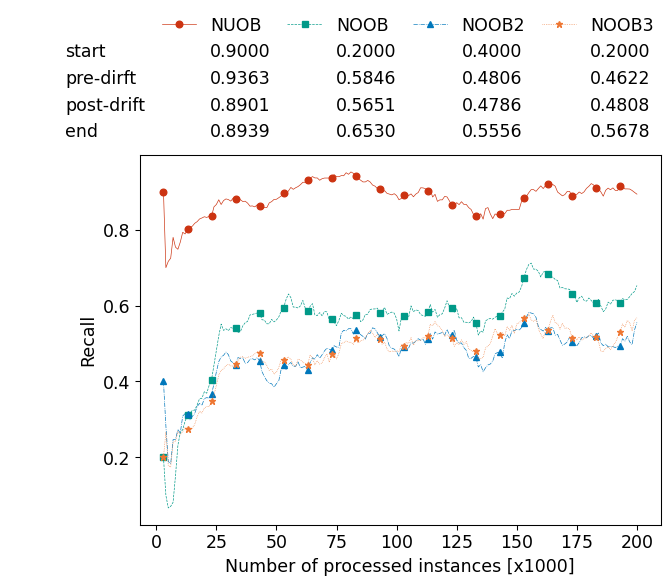 NUOB NOOB NOOB2 NOOB3
start 0.9000 0.2000 0.4000 0.2000
pre-dirft 0.9363 0.5846 0.4806 0.4622
post-drift 0.8901 0.5651 0.4786 0.4808
end 0.8939 0.6530 0.5556 0.5678
0.8
0.6
0.4
0.2
Recall
0 25 50 75 100 125 150 175 200
Number of processed instances [x1000]